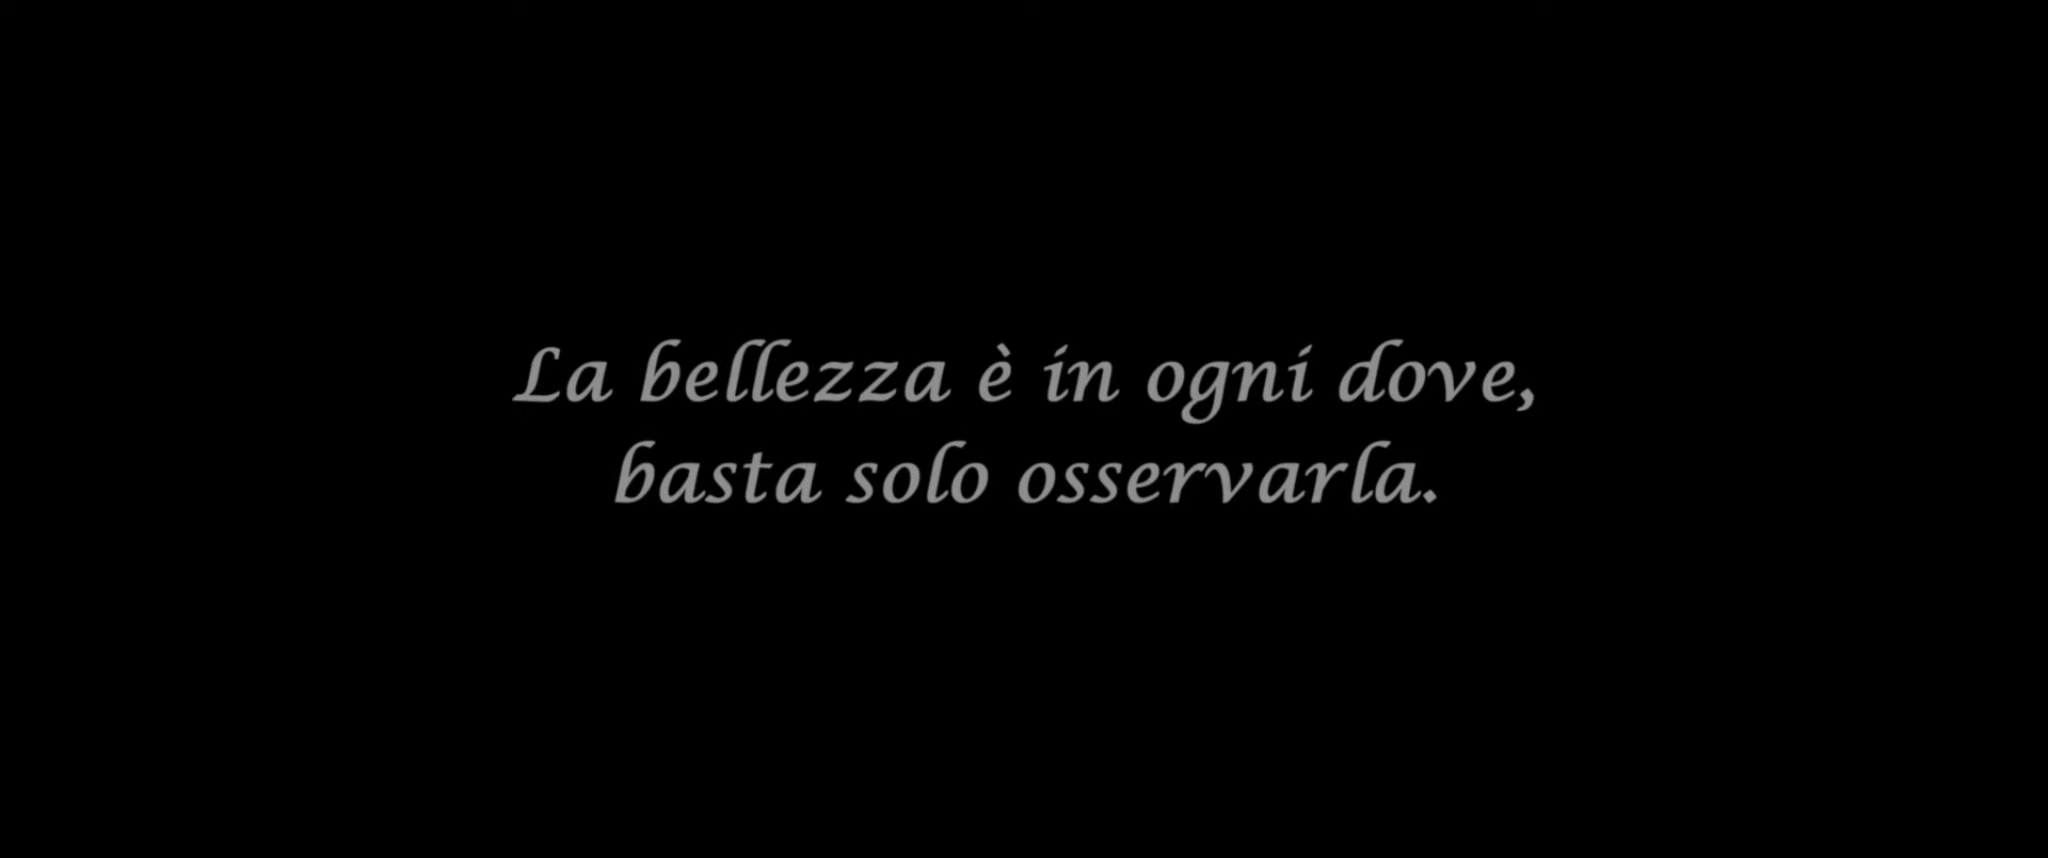 La bellezza è in ogni dove,
basta solo osservarla.